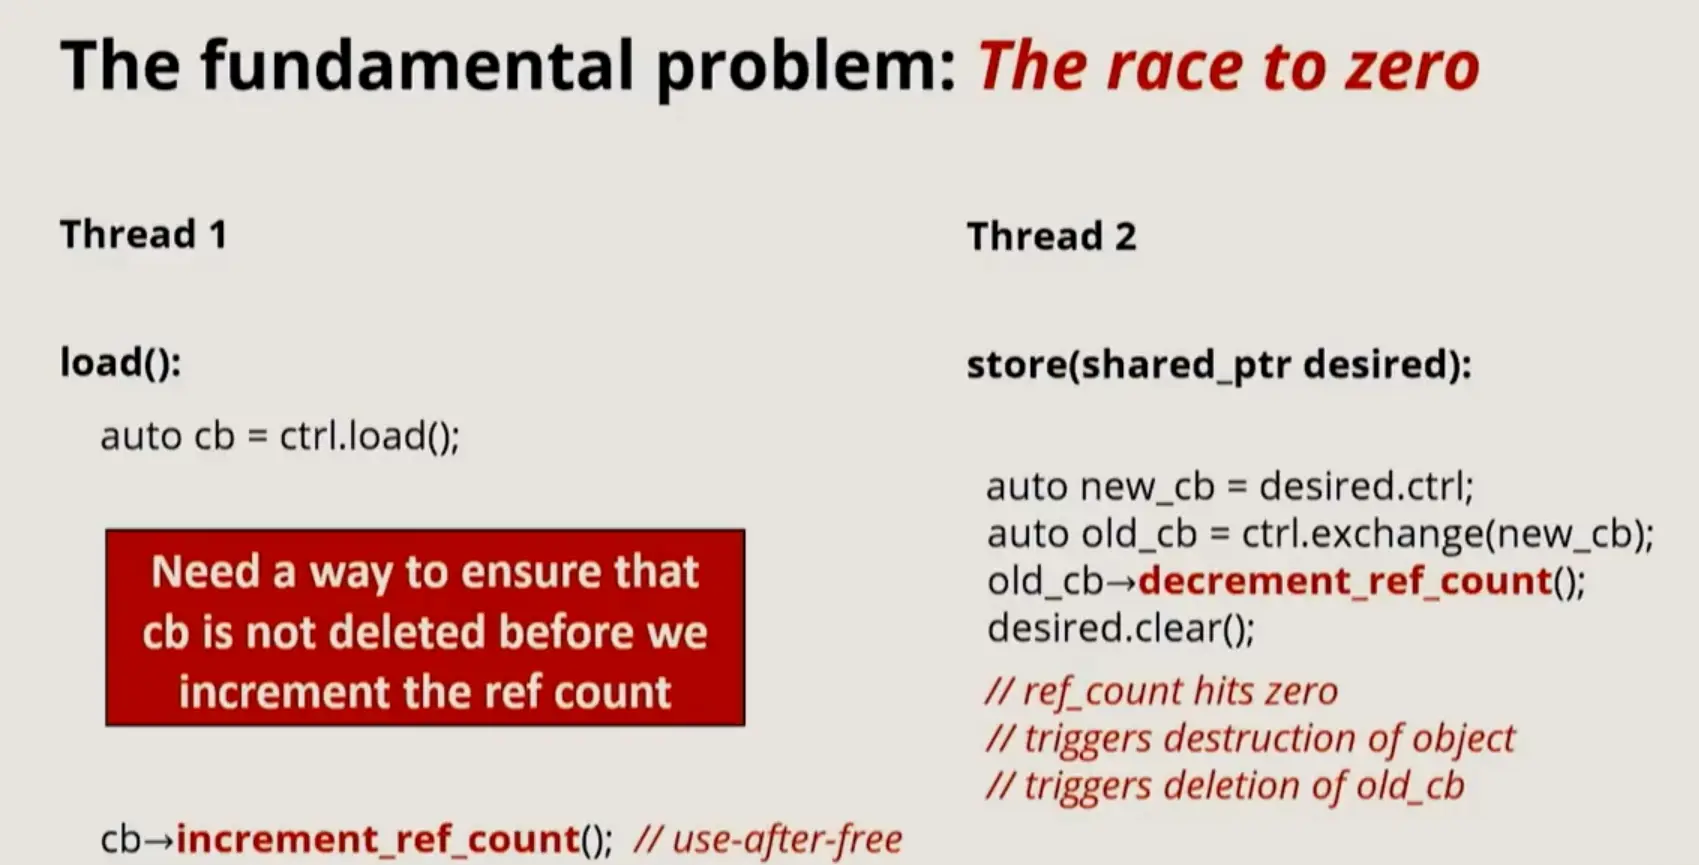 The fundamental problem: The race to zero
Thread 1
load():
auto cb = ctrl.load();
Need a way to ensure that
cb is not deleted before we
increment the ref count
cb→increment_ref_count(); // use-after-free
Thread 2
store(shared_ptr desired):
auto new_cb = desired.ctrl;
auto old_cb = ctrl.exchange(new_cb);
old_cb→decrement_ref_count();
desired.clear();
// ref_count hits zero
// triggers destruction of object
// triggers deletion of old_cb